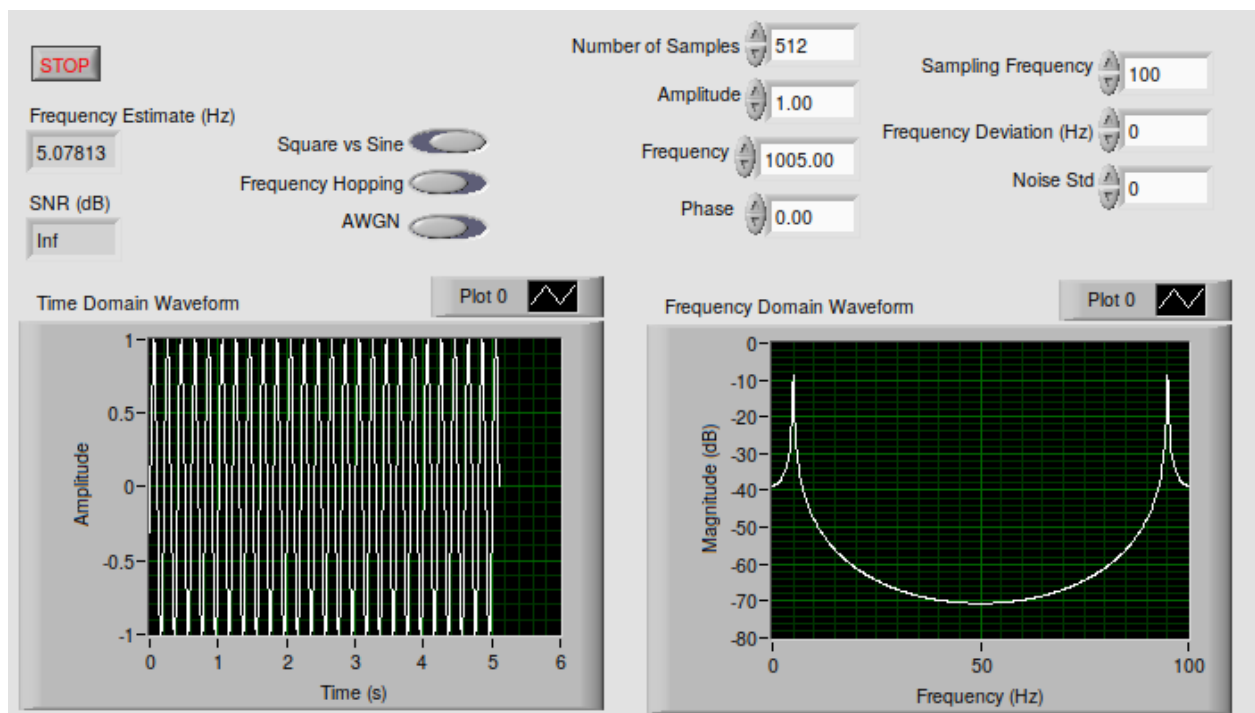 STOP
Frequency Estimate (Hz)
5.07813
SNR (dB)
Inf
Square vs Sine
Frequency Hopping
AWGN
Number of Samples 512
Amplitude 1.00
Frequency 1005.00
Phase 0.00
Sampling Frequency 100
Frequency Deviation (Hz) 0
Noise Std 0
Time Domain Waveform
Plot 0
1
0.5
0
-0.5
-1
Amplitude
0 1 2 3 4 5 6
Time (s)
Frequency Domain Waveform
Plot 0
0
-10
-20
-30
-40
-50
-60
-70
-80
Magnitude (dB)
0 50 100
Frequency (Hz)